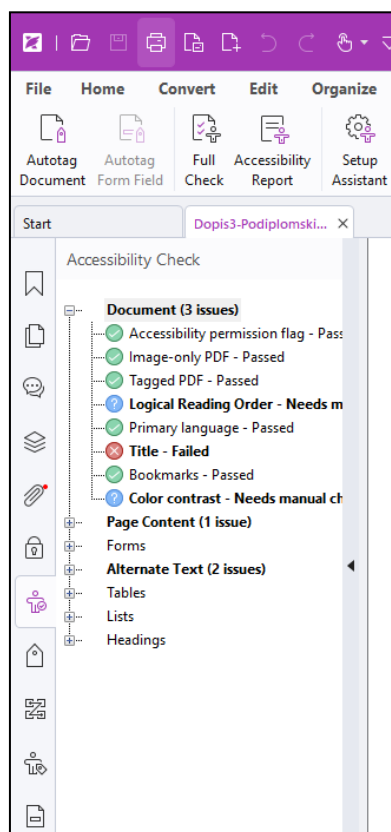 File Home Convert Edit Organize
Autotag Document
Autotag Form Field
Full Check
Accessibility Report
Setup Assistant
Start
Dopis3-Podiplomski...
Accessibility Check
Document (3 issues)
Accessibility permission flag - Pass
Image-only PDF - Passed
Tagged PDF - Passed
Logical Reading Order - Needs m
Primary language - Passed
Title - Failed
Bookmarks - Passed
Color contrast - Needs manual ch
Page Content (1 issue)
Forms
Alternate Text (2 issues)
Tables
Lists
Headings